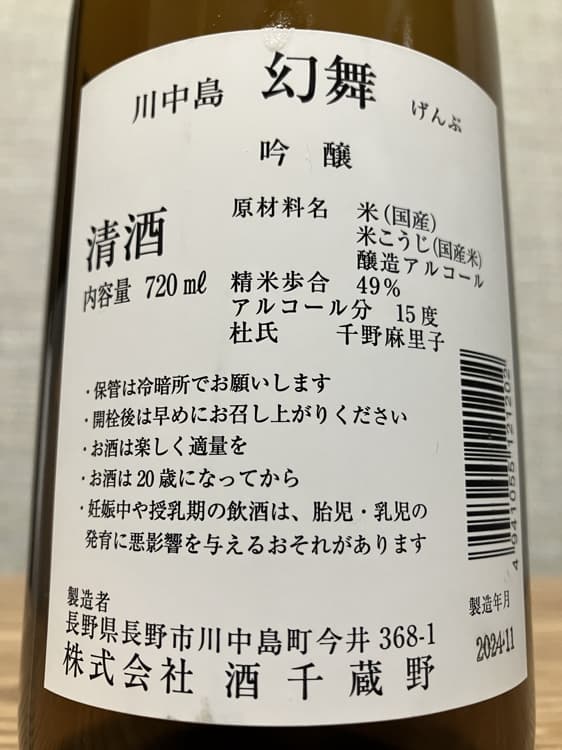 川中島 幻舞 げんぶ
吟 醸
清酒
内容量 720㎖
原材料名 米(国産)
米こうじ(国産米)
醸造アルコール
精米歩合 49%
アルコール分 15度
杜氏 千野麻里子
・保管は冷暗所でお願いします
・開栓後は早めにお召し上がりください
・お酒は楽しく適量を
・お酒は20歳になってから
・妊娠中や授乳期の飲酒は、胎児・乳児の
発育に悪影響を与えるおそれがあります
4941055121202
製造者
長野県長野市川中島町今井368-1
株式会社 酒千蔵野
製造年月
2024.11